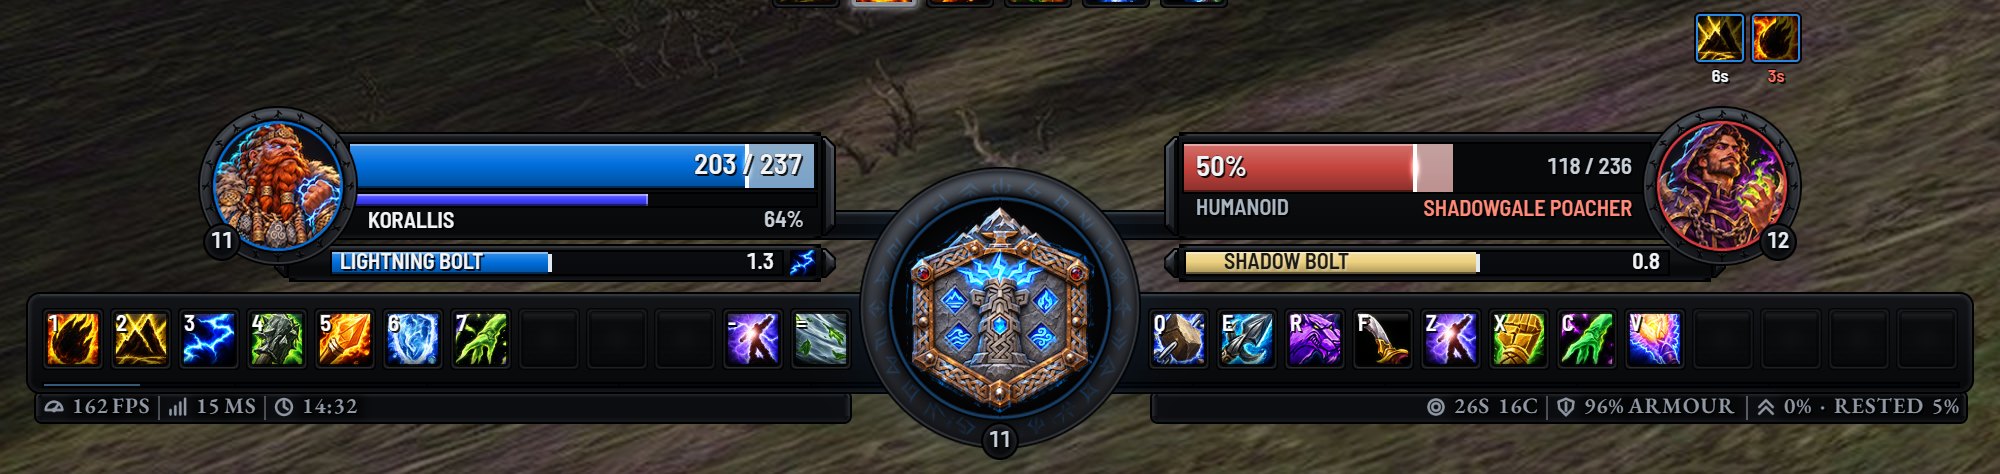 6s 3s
203 / 237
50% 118 / 236
KORALLIS 64%
HUMANOID SHADOWGALE POACHER
11
12
LIGHTNING BOLT 1.3
SHADOW BOLT 0.8
1 2 3 4 5 6 7 - =
Q E R F Z X C V
162 FPS | 15 MS | 14:32
26S 16C | 96% ARMOUR | 0% · RESTED 5%
11